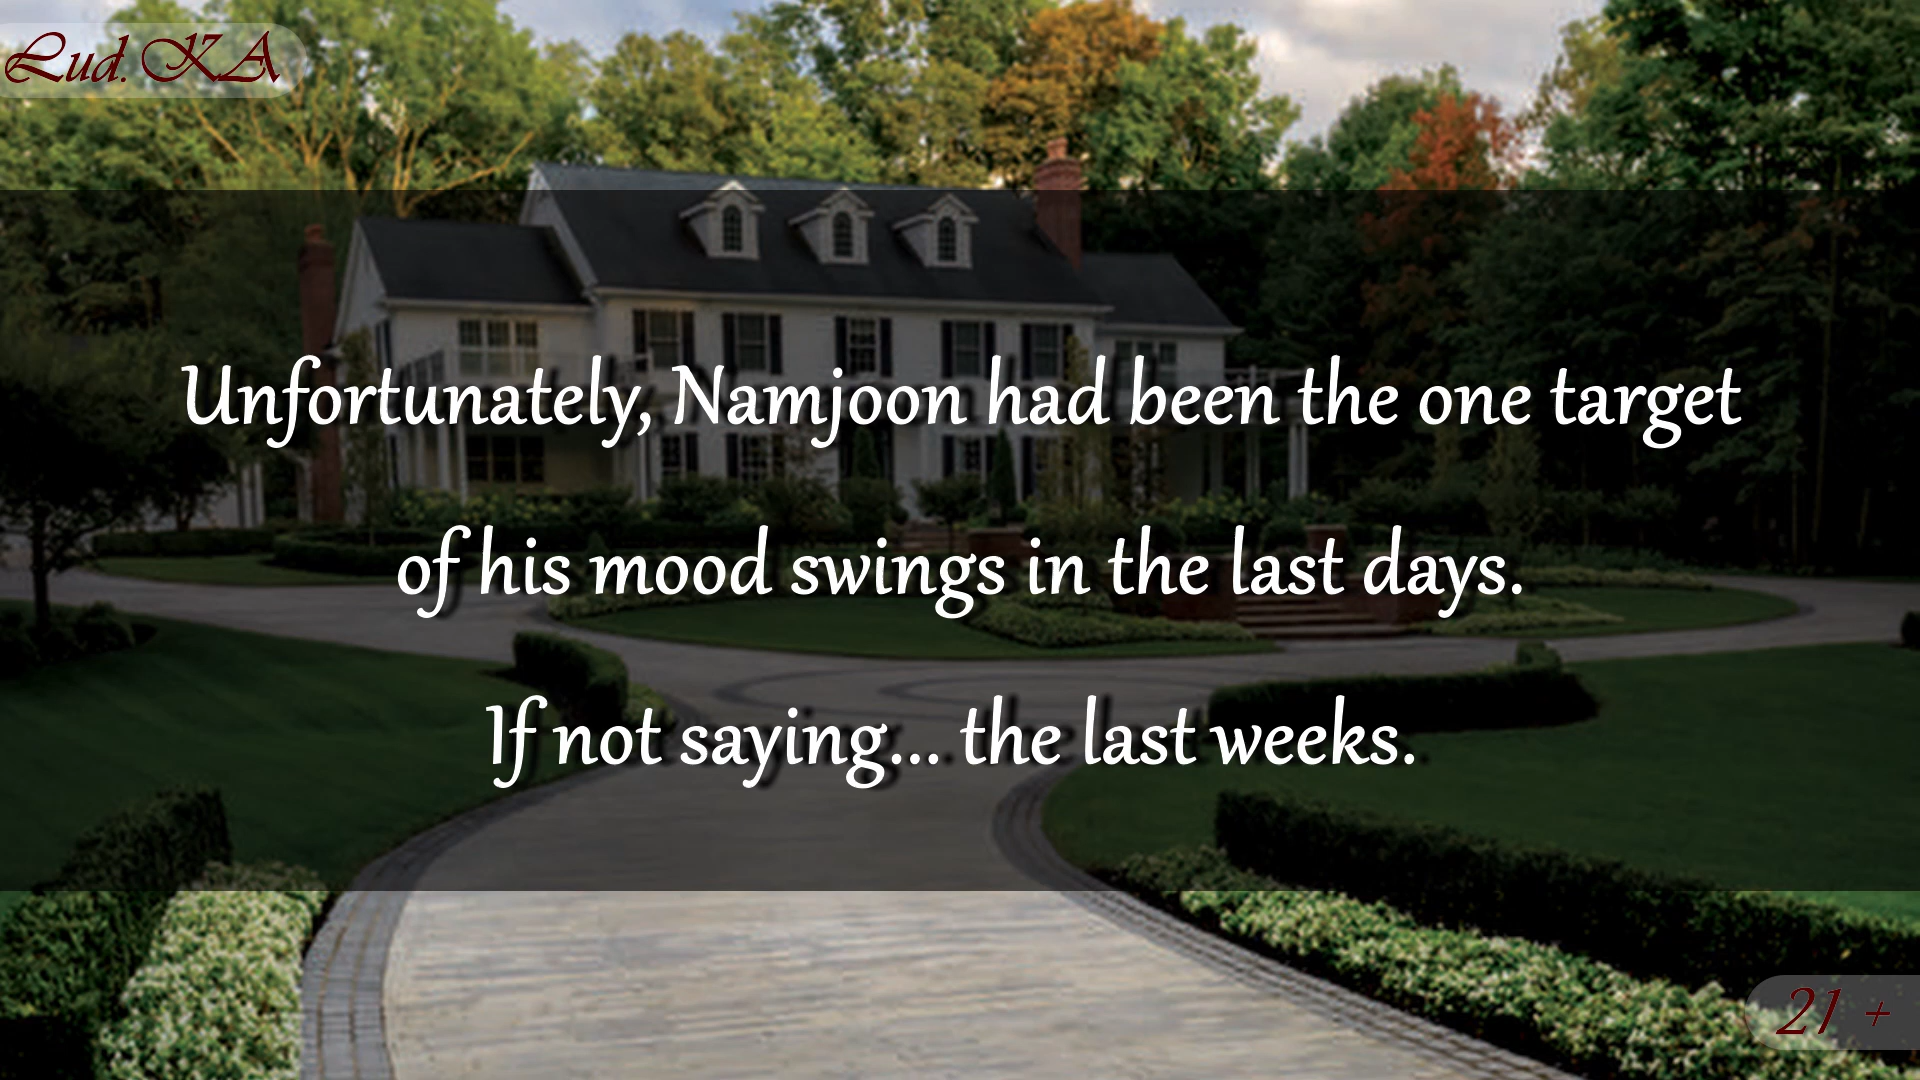 Lud. KA
Unfortunately, Namjoon had been the one target
of his mood swings in the last days.
If not saying... the last weeks.
21 +